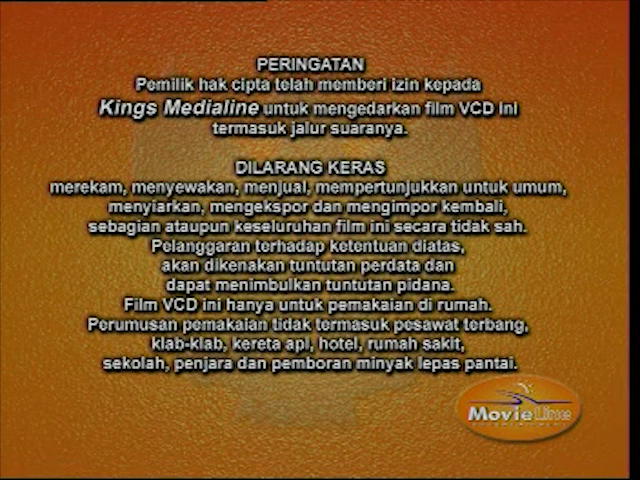 PERINGATAN
Pemilik hak cipta telah memberi izin kepada
Kings Medialine untuk mengedarkan film VCD ini
termasuk jalur suaranya.
DILARANG KERAS
merekam, menyewakan, menjual, mempertunjukkan untuk umum,
menyiarkan, mengekspor dan mengimpor kembali,
sebagian ataupun keseluruhan film ini secara tidak sah.
Pelanggaran terhadap ketentuan diatas,
akan dikenakan tuntutan perdata dan
dapat menimbulkan tuntutan pidana.
Film VCD ini hanya untuk pemakaian di rumah.
Perumusan pemakaian tidak termasuk pesawat terbang,
klab-klab, kereta api, hotel, rumah sakit,
sekolah, penjara dan pemboran minyak lepas pantai.
MovieLine